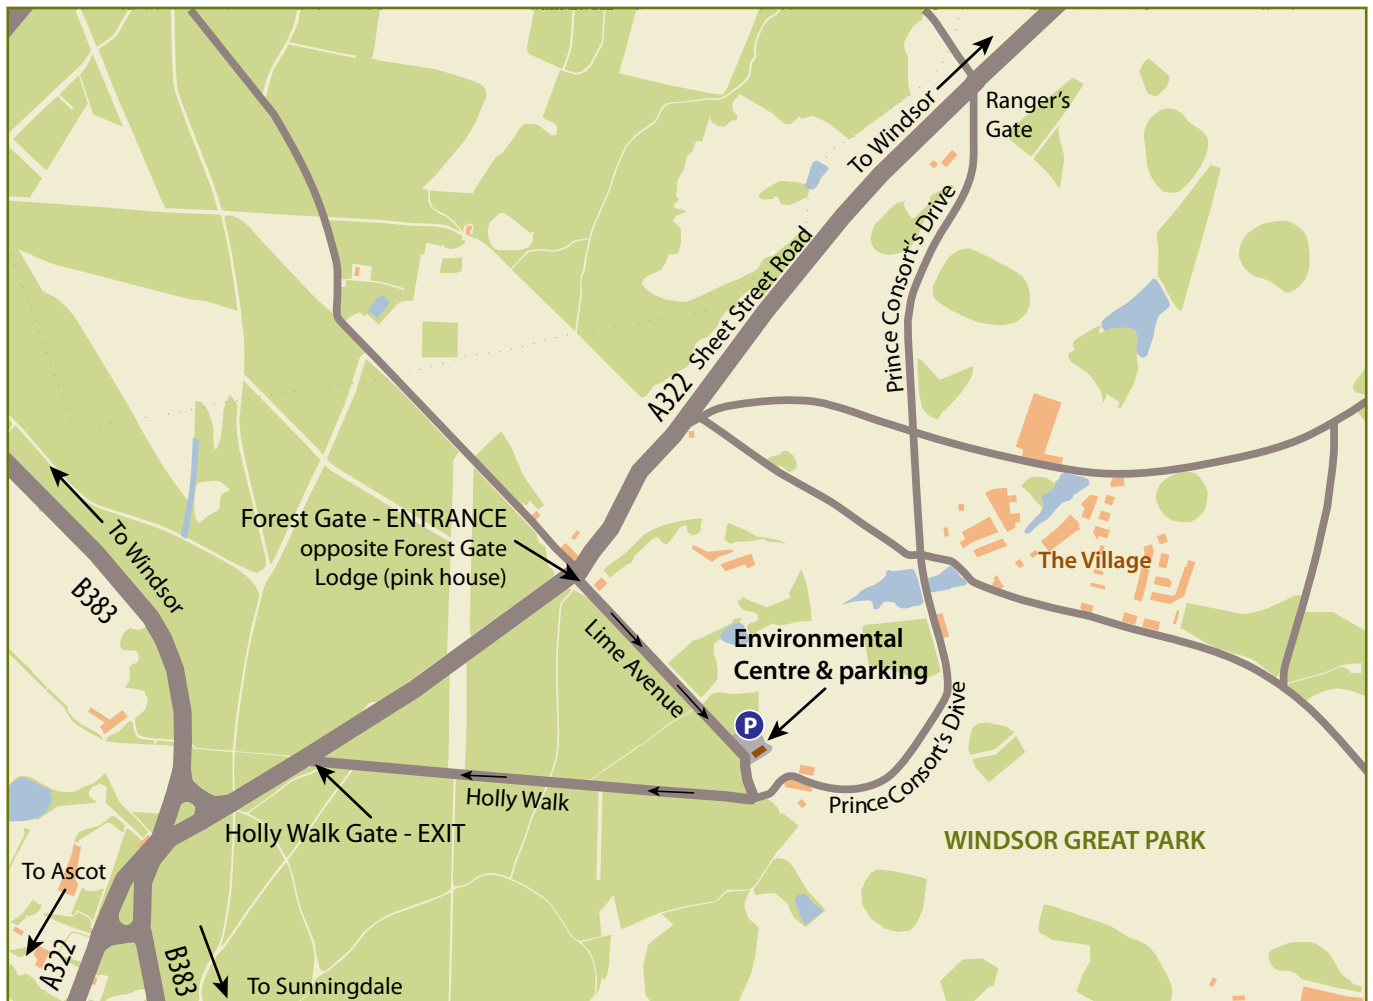 To Windsor
Ranger's
Gate
Prince Consort's Drive
A322 Sheet Street Road
To Windsor
B383
Forest Gate - ENTRANCE
opposite Forest Gate
Lodge (pink house)
The Village
Lime Avenue
Environmental
Centre & parking
P
Prince Consort's Drive
Holly Walk
Holly Walk Gate - EXIT
WINDSOR GREAT PARK
To Ascot
A322
B383
To Sunningdale